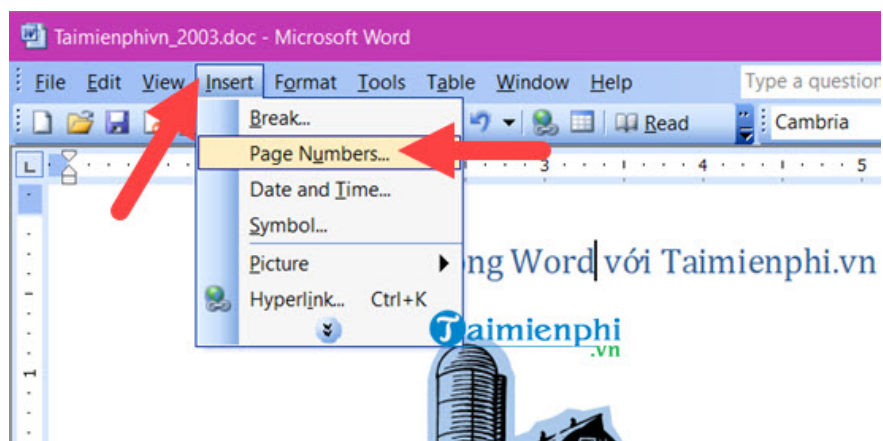 Taimienphivn_2003.doc - Microsoft Word
File Edit View Insert Format Tools Table Window Help Type a question
Break...
Read Cambria
Page Numbers...
L 3 4 5
Date and Time...
Symbol...
Picture
ng Word với Taimienphi.vn
Hyperlink... Ctrl+K
Taimienphi
.vn
1